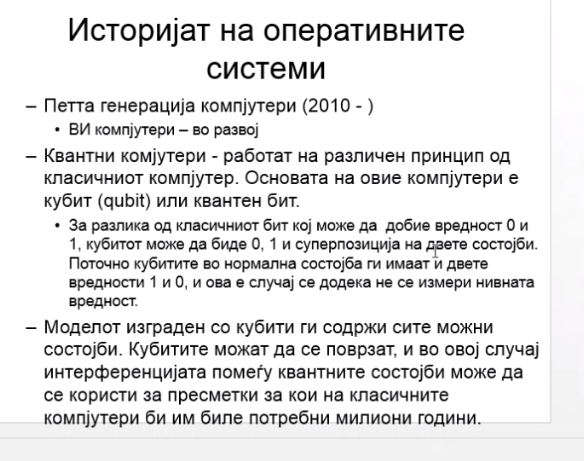 Историјат на оперативните
системи
– Петта генерација компјутери (2010 - )
• ВИ компјутери – во развој
– Квантни комјутери - работат на различен принцип од
класичниот компјутер. Основата на овие компјутери е
кубит (qubit) или квантен бит.
• За разлика од класичниот бит кој може да добие вредност 0 и
1, кубитот може да биде 0, 1 и суперпозиција на двете состојби.
Поточно кубитите во нормална состојба ги имаат и двете
вредности 1 и 0, и ова е случај се додека не се измери нивната
вредност.
– Моделот изграден со кубити ги содржи сите можни
состојби. Кубитите можат да се поврзат, и во овој случај
интерференцијата помеѓу квантните состојби може да
се користи за пресметки за кои на класичните
компјутери би им биле потребни милиони години.